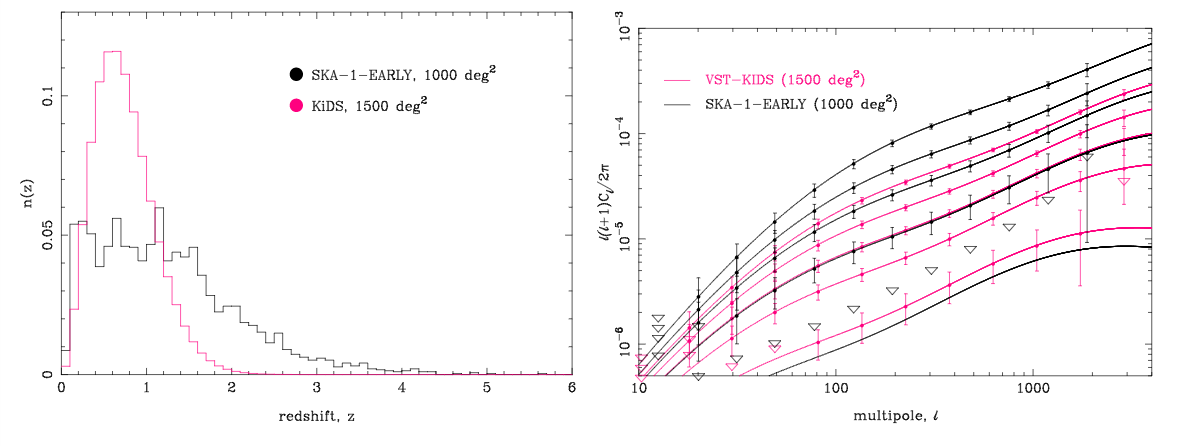 SKA-1-EARLY, 1000 deg²
KiDS, 1500 deg²
n(z)
0.1
0.05
0
0 1 2 3 4 5 6
redshift, z
VST-KIDS (1500 deg²)
SKA-1-EARLY (1000 deg²)
l(l+1)Cₗ/2π
10⁻³
10⁻⁴
10⁻⁵
10⁻⁶
10 100 1000
multipole, l